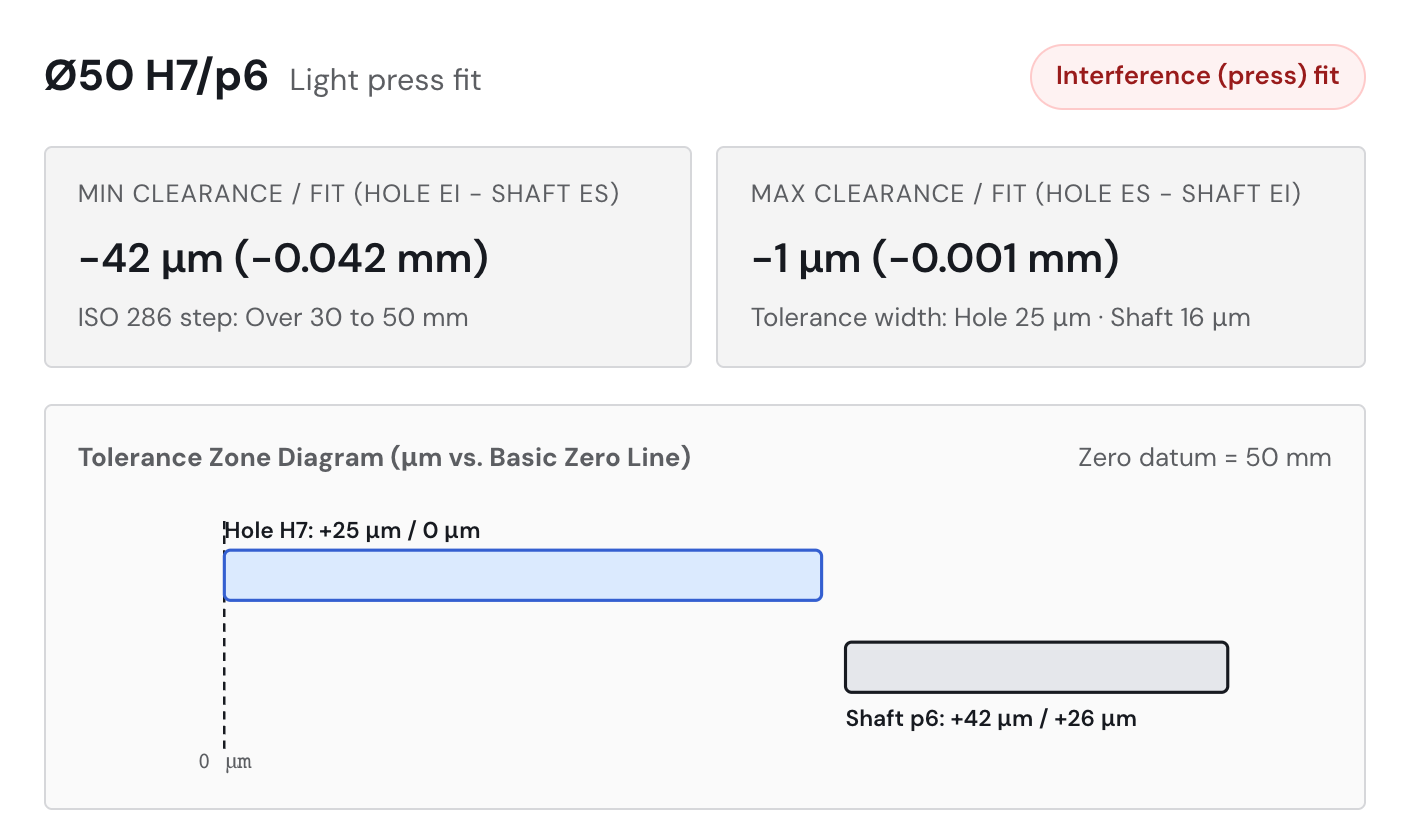 Ø50 H7/p6 Light press fit
Interference (press) fit
MIN CLEARANCE / FIT (HOLE EI − SHAFT ES)
−42 µm (−0.042 mm)
ISO 286 step: Over 30 to 50 mm
MAX CLEARANCE / FIT (HOLE ES − SHAFT EI)
−1 µm (−0.001 mm)
Tolerance width: Hole 25 µm · Shaft 16 µm
Tolerance Zone Diagram (µm vs. Basic Zero Line)
Zero datum = 50 mm
Hole H7: +25 µm / 0 µm
Shaft p6: +42 µm / +26 µm
0 µm